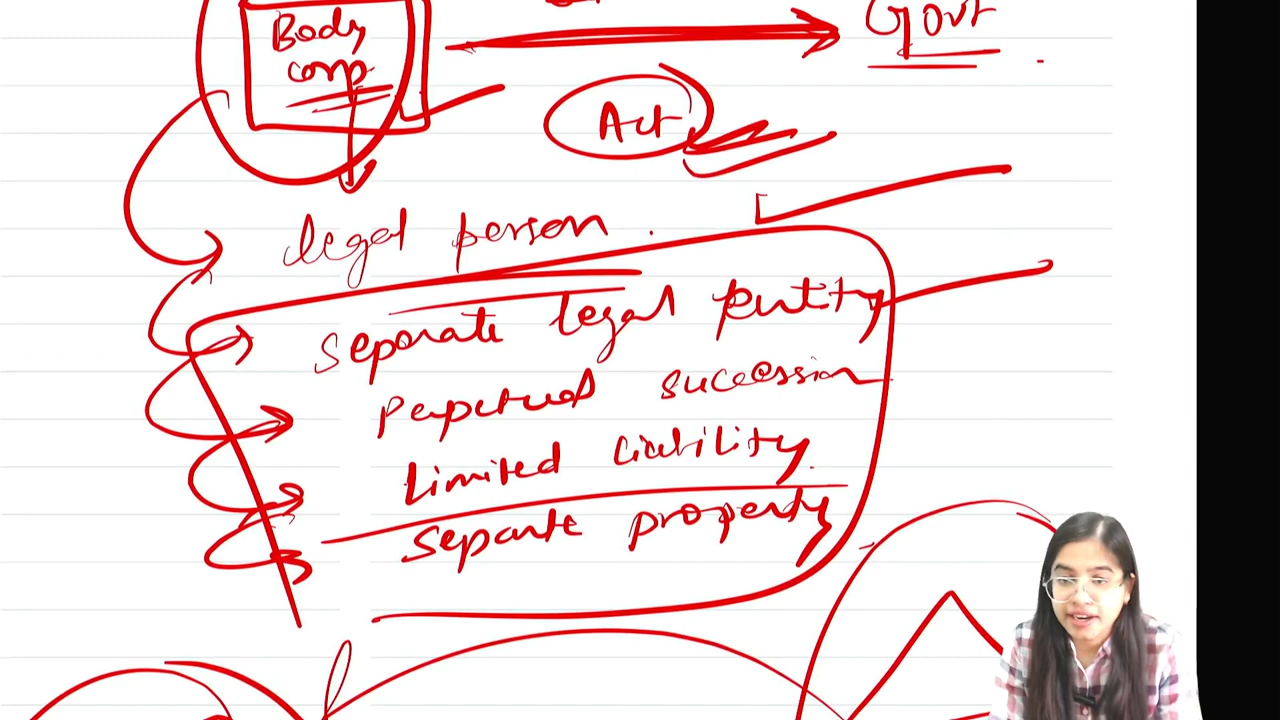 Body
corp
Govt
Act
legal person.
Separate legal Entity
Perpetual succession
Limited liability
Separate property